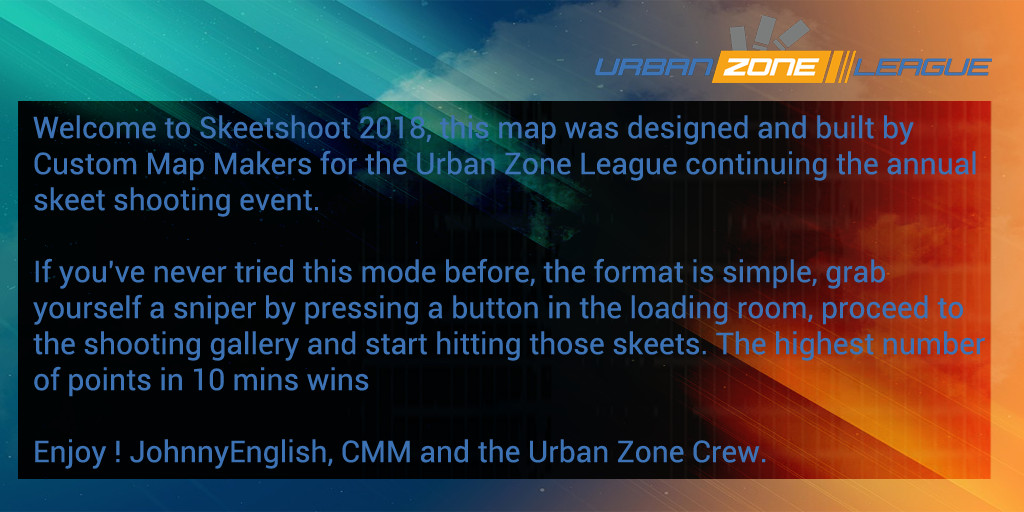 URBAN ZONE LEAGUE
Welcome to Skeetshoot 2018, this map was designed and built by
Custom Map Makers for the Urban Zone League continuing the annual
skeet shooting event.
If you've never tried this mode before, the format is simple, grab
yourself a sniper by pressing a button in the loading room, proceed to
the shooting gallery and start hitting those skeets. The highest number
of points in 10 mins wins
Enjoy ! JohnnyEnglish, CMM and the Urban Zone Crew.